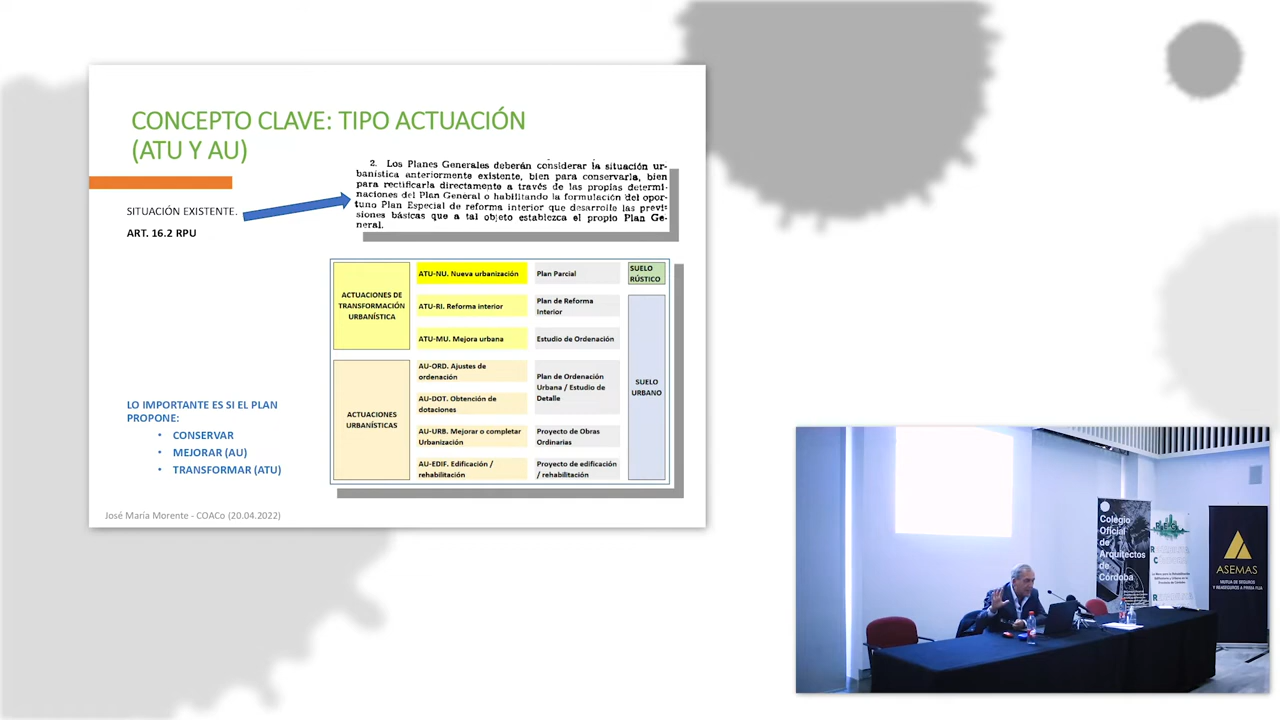 CONCEPTO CLAVE: TIPO ACTUACIÓN
(ATU Y AU)
SITUACIÓN EXISTENTE.
ART. 16.2 RPU
2. Los Planes Generales deberán considerar la situación ur-
banística anteriormente existente, bien para conservarla, bien
para rectificarla directamente a través de las propias determi-
naciones del Plan General o habilitando la formulación del opor-
tuno Plan Especial de reforma interior que desarrolle las previ-
siones básicas que a tal objeto establezca el propio Plan Ge-
neral.
ACTUACIONES DE
TRANSFORMACIÓN
URBANÍSTICA
ATU-NU. Nueva urbanización
Plan Parcial
SUELO
RÚSTICO
ATU-RI. Reforma interior
Plan de Reforma
Interior
ATU-MU. Mejora urbana
Estudio de Ordenación
ACTUACIONES
URBANÍSTICAS
AU-ORD. Ajustes de
ordenación
Plan de Ordenación
Urbana / Estudio de
Detalle
AU-DOT. Obtención de
dotaciones
AU-URB. Mejorar o completar
Urbanización
Proyecto de Obras
Ordinarias
AU-EDIF. Edificación /
rehabilitación
Proyecto de edificación
/ rehabilitación
SUELO
URBANO
LO IMPORTANTE ES SI EL PLAN
PROPONE:
• CONSERVAR
• MEJORAR (AU)
• TRANSFORMAR (ATU)
José María Morente - COACo (20.04.2022)
Colegio
Oficial
de
Arquitectos
de
Córdoba
ASEMAS
MUTUA DE SEGUROS
Y REASEGUROS A PRIMA FIJA